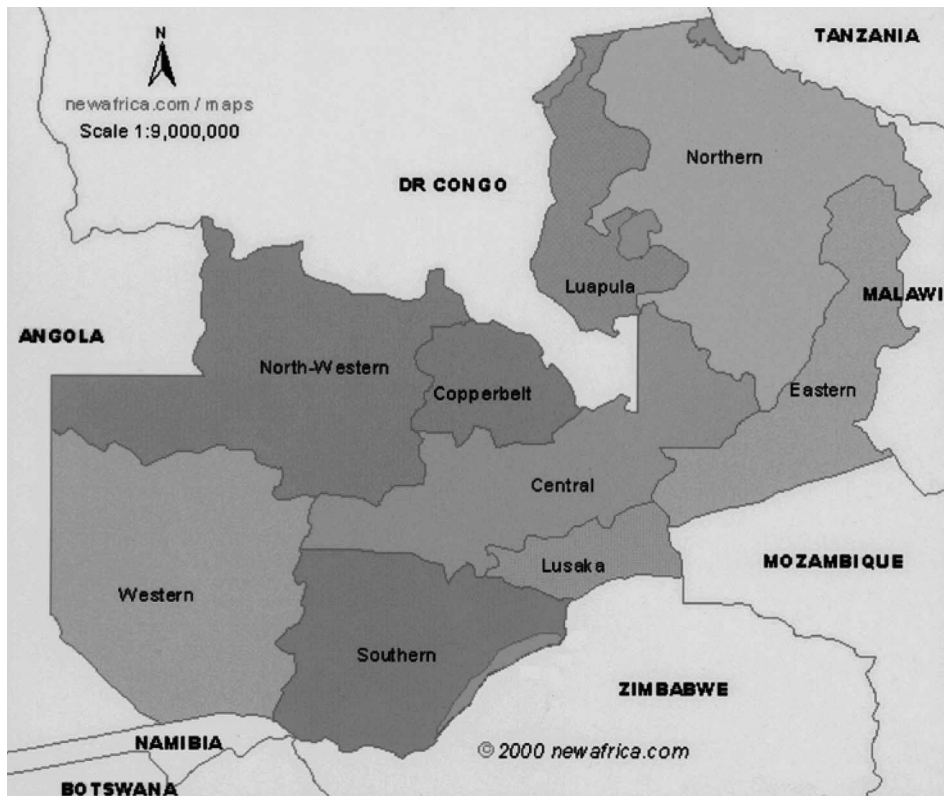 N
TANZANIA
newafrica.com / maps
Scale 1:9,000,000
Northern
DR CONGO
Luapula
MALAWI
ANGOLA
North-Western
Copperbelt
Eastern
Central
Lusaka
MOZAMBIQUE
Western
Southern
ZIMBABWE
NAMIBIA
© 2000 newafrica.com
BOTSWANA